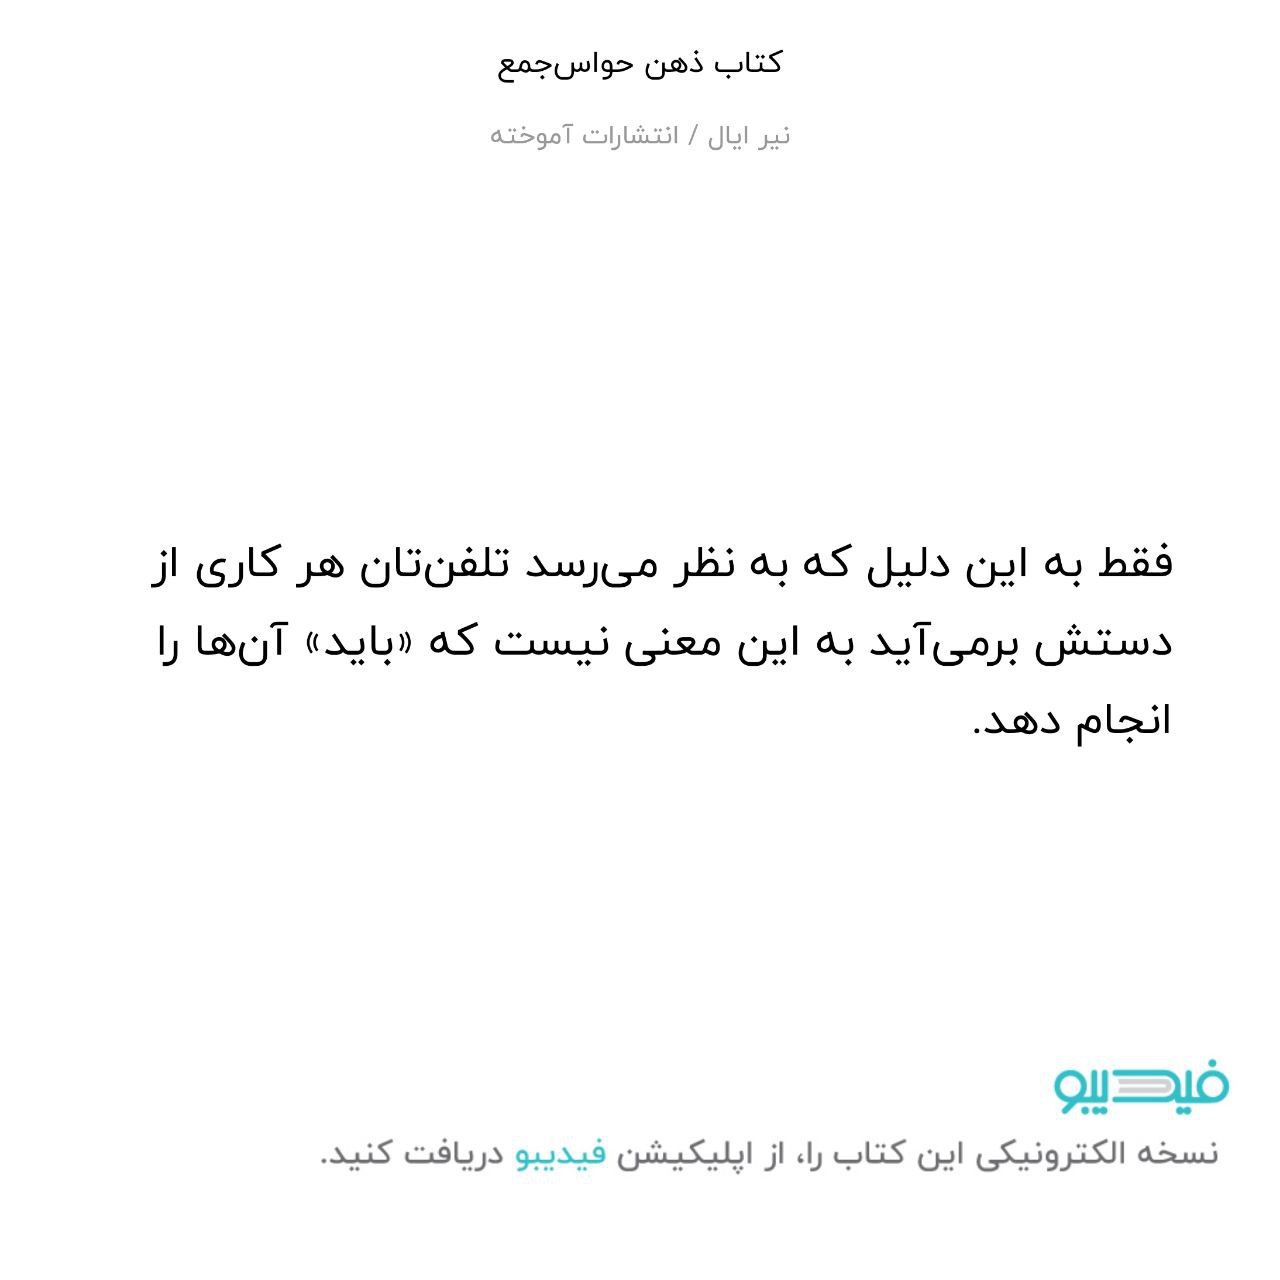 کتاب ذهن حواس‌جمع
نیر ایال / انتشارات آموخته
فقط به این دلیل که به نظر می‌رسد تلفن‌تان هر کاری از
دستش برمی‌آید به این معنی نیست که «باید» آن‌ها را
انجام دهد.
فیدیبو
نسخه الکترونیکی این کتاب را، از اپلیکیشن فیدیبو دریافت کنید.